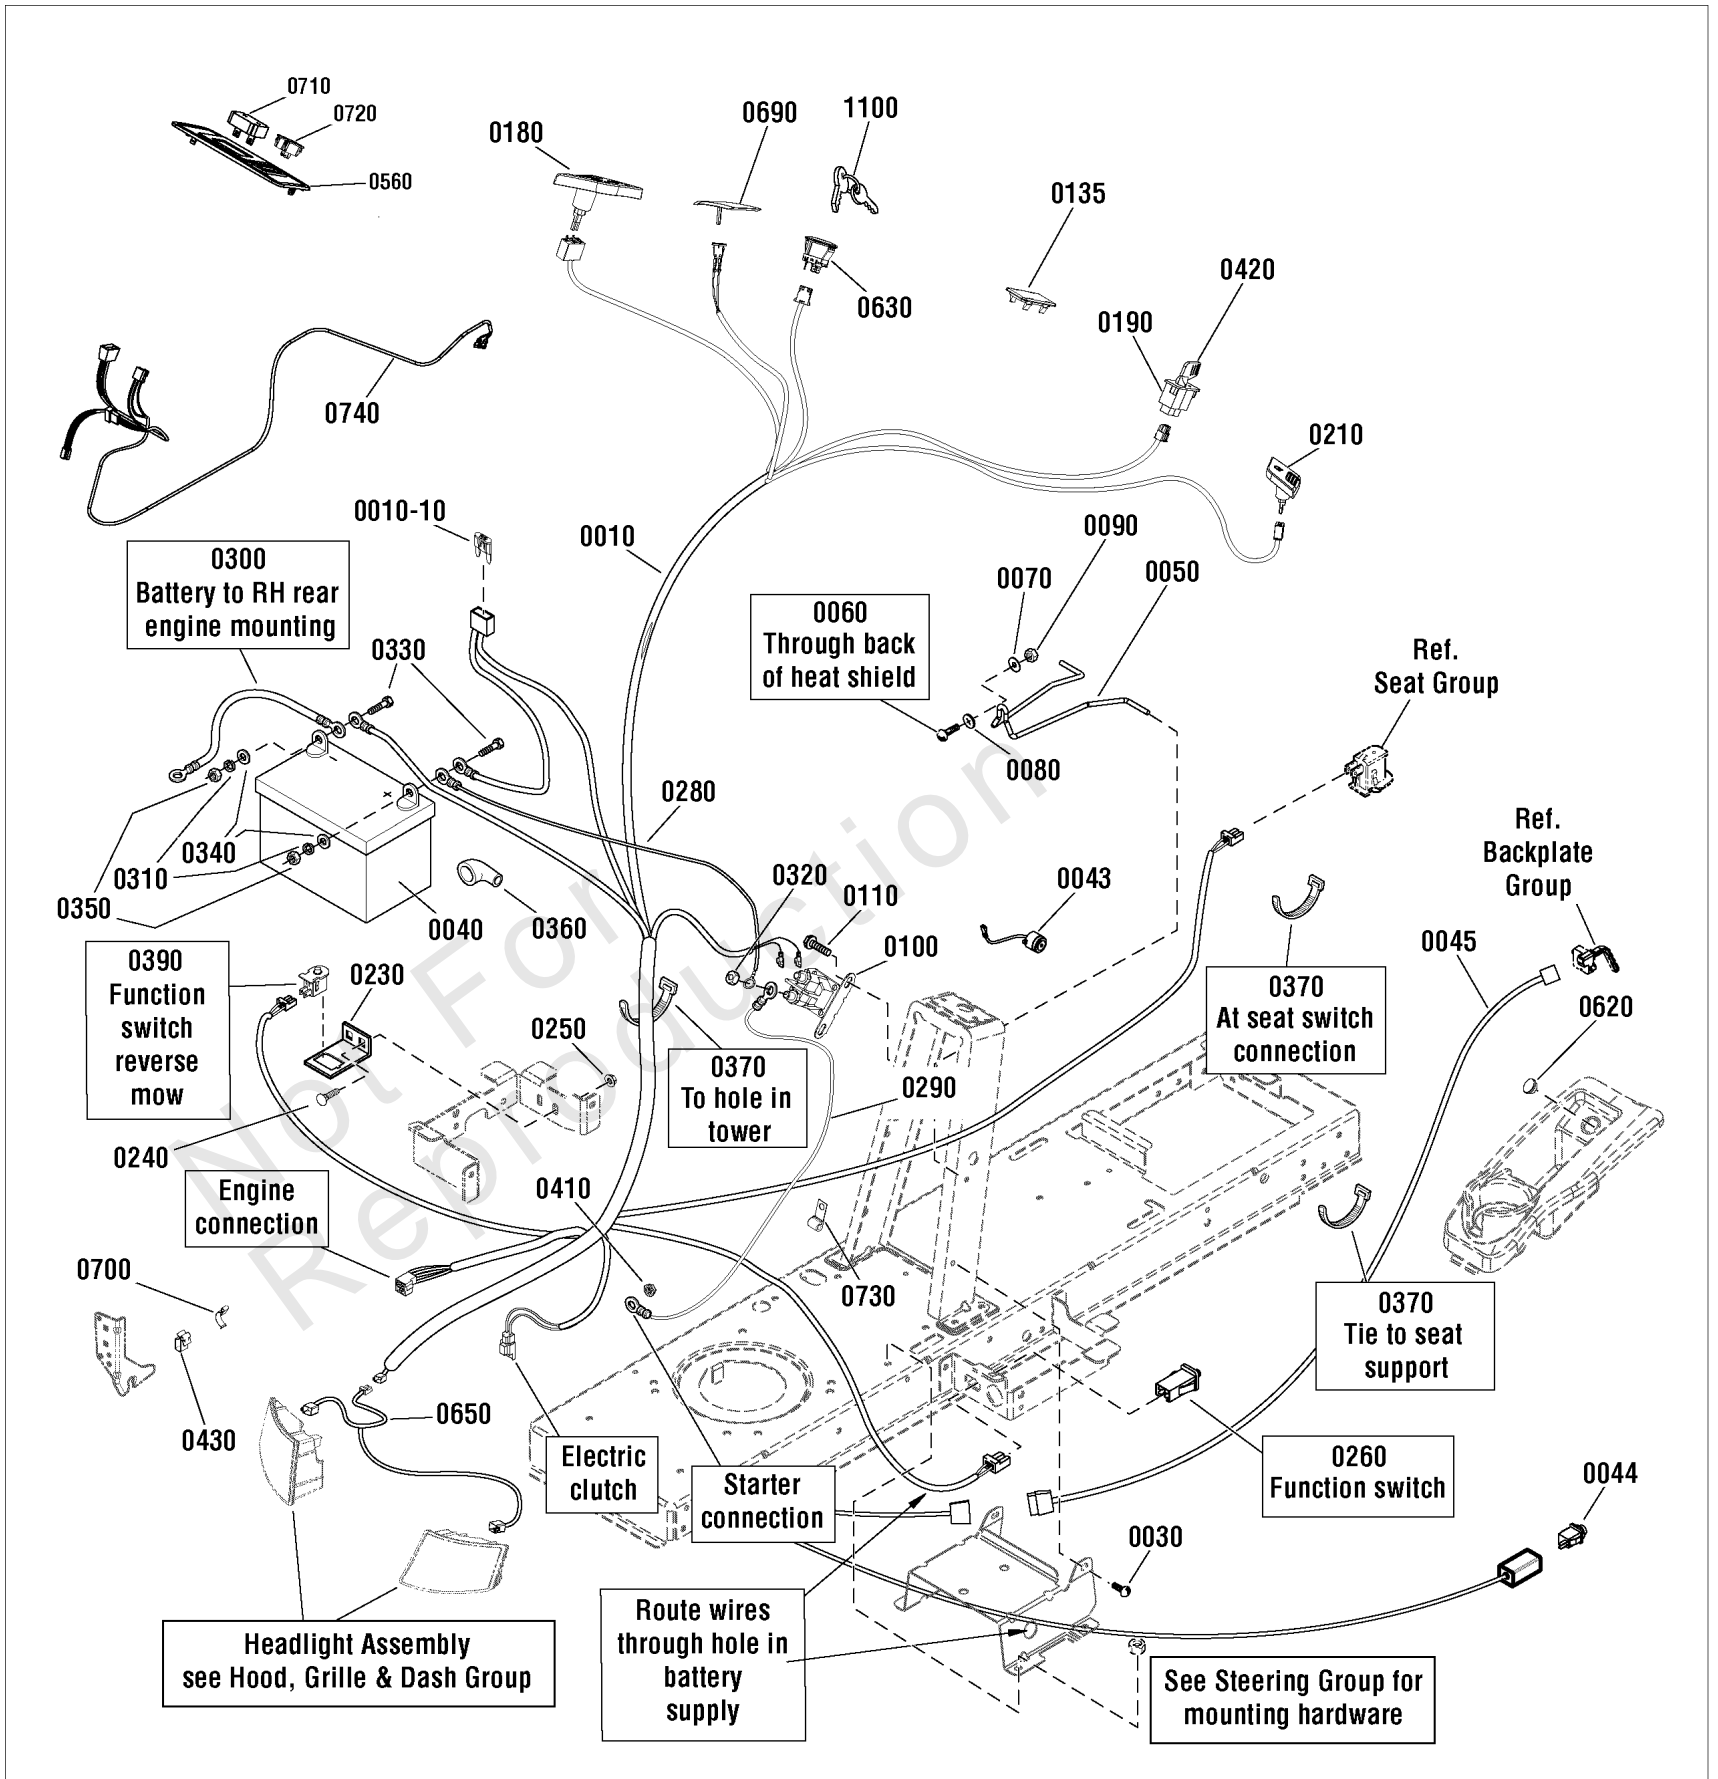 0710
0720
0560
0180
0690
1100
0630
0135
0420
0190
0210
0740
0010-10
0010
0300
Battery to RH rear
engine mounting
0330
0090
0070
0050
0060
Through back
of heat shield
0080
Ref.
Seat Group
0280
0340
0310
0350
0040
0360
0320
0110
0100
0043
Ref.
Backplate
Group
0045
0620
0390
Function
switch
reverse
mow
0230
0250
0240
0370
To hole in
tower
0290
0370
At seat switch
connection
Engine
connection
0410
0730
0700
0430
0650
0370
Tie to seat
support
Electric
clutch
Starter
connection
0260
Function switch
0044
0030
Headlight Assembly
see Hood, Grille & Dash Group
Route wires
through hole in
battery
supply
See Steering Group for
mounting hardware
Not For
Reproduction